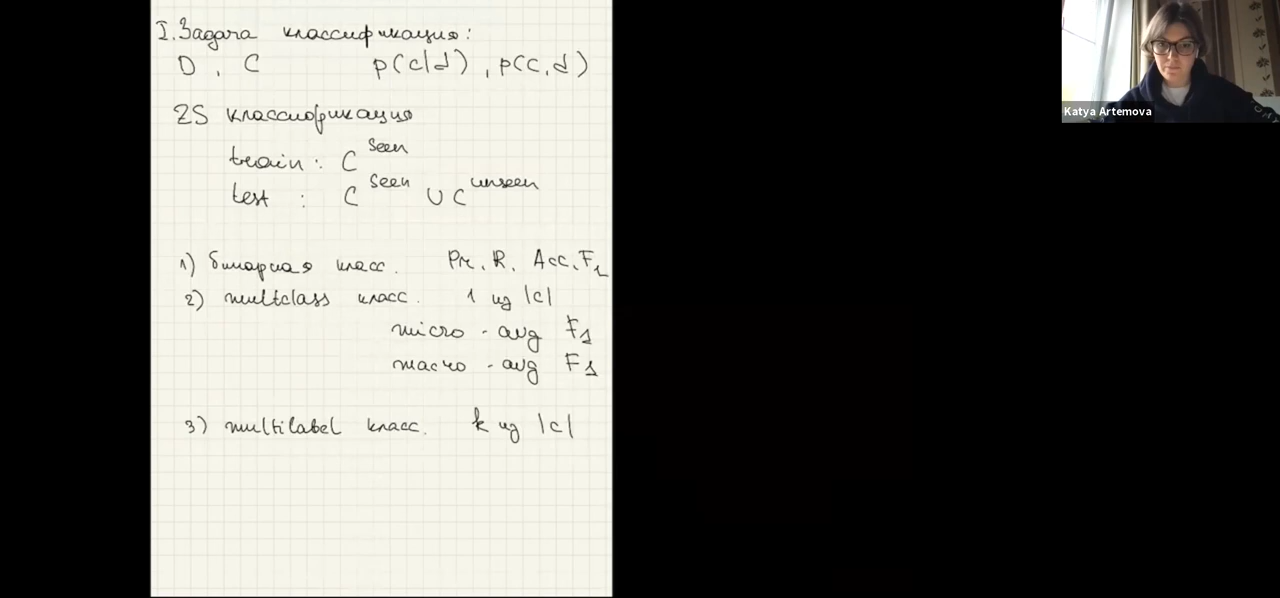 I. Задача классификации:
D, C p(c|d), p(c,d)
ZS классификация
train: C^seen
test : C^seen ∪ C^unseen
1) бинарная класс. Pr, R, Acc, F1
2) multclass класс. 1 из |C|
micro-avg F1
macro-avg F1
3) multilabel класс. k из |C|
Katya Artemova